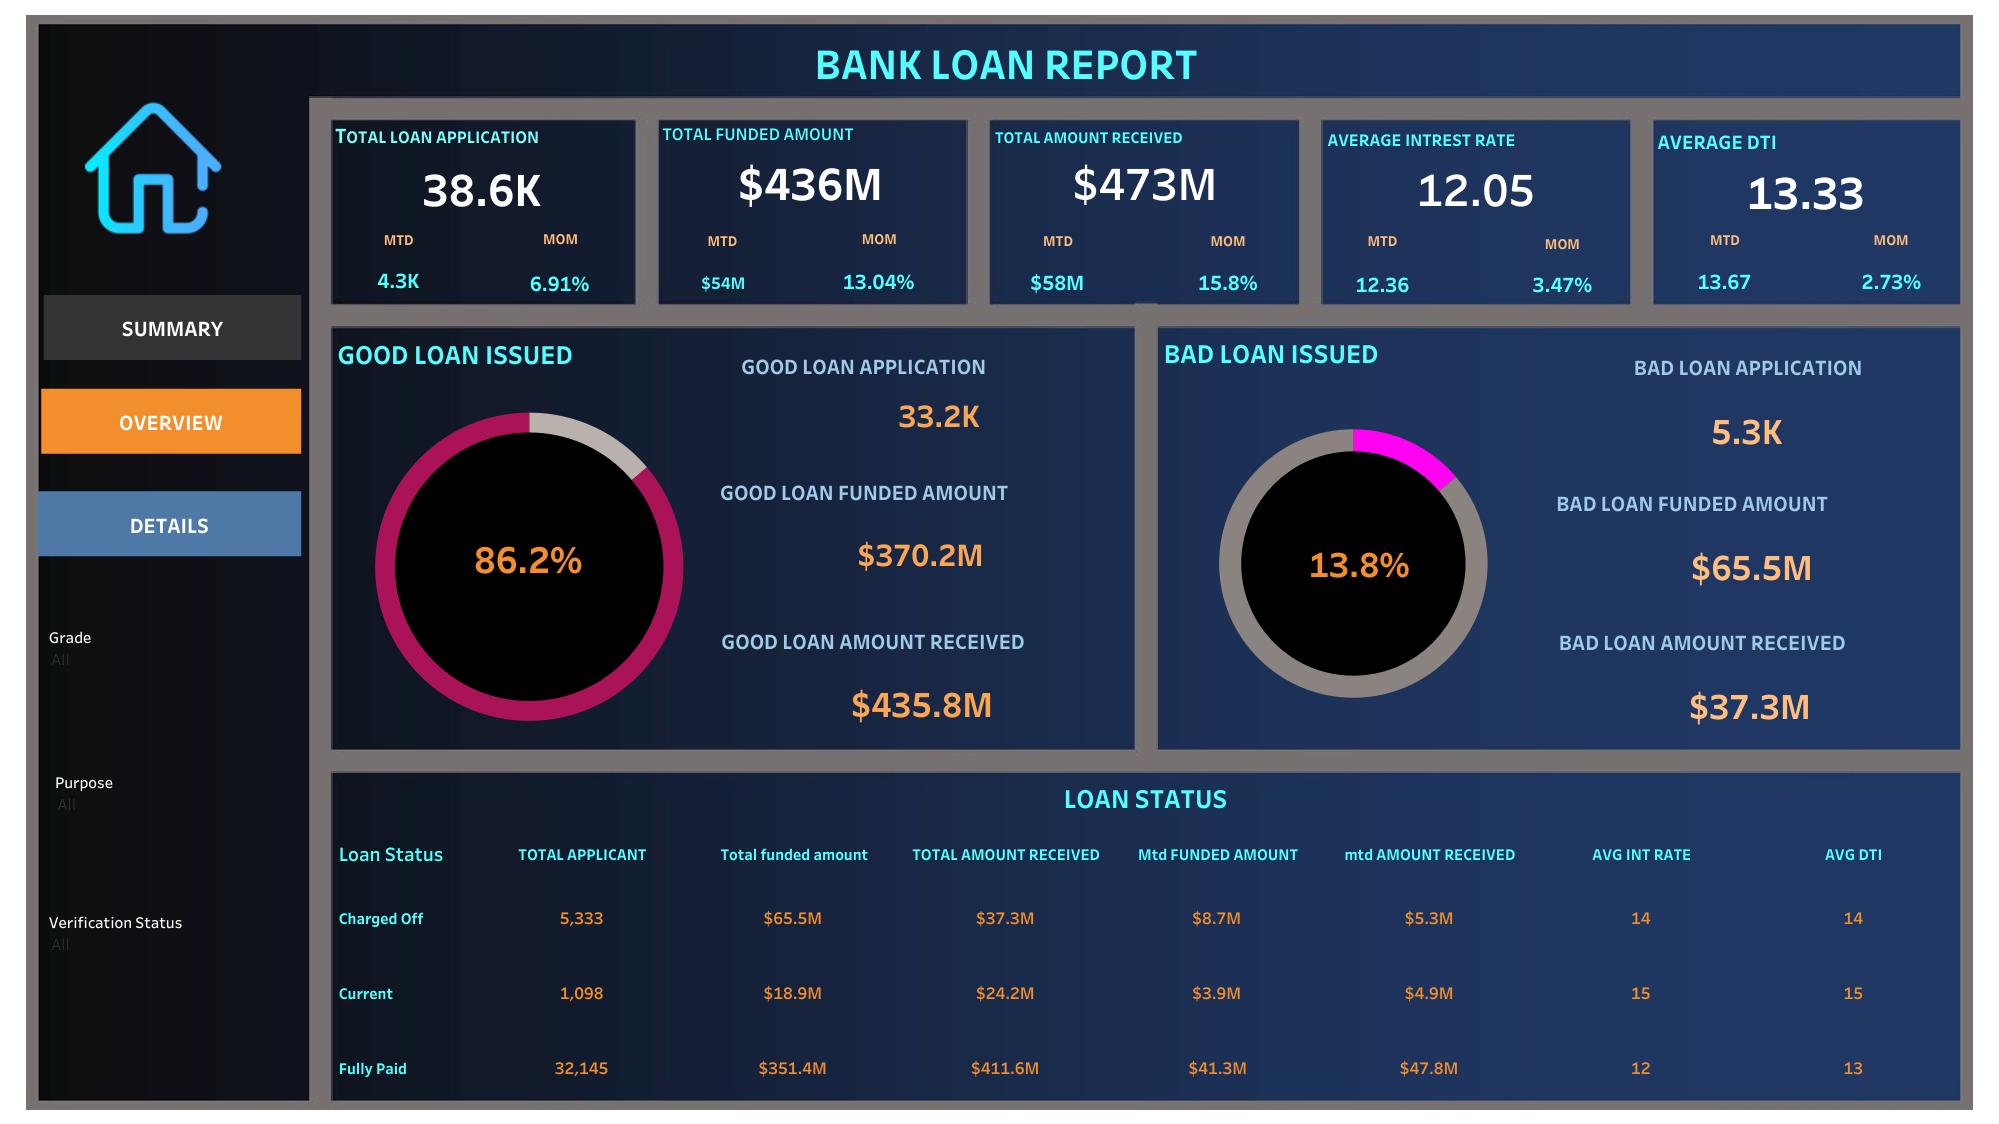 BANK LOAN REPORT
SUMMARY
OVERVIEW
DETAILS
Grade
All
Purpose
All
Verification Status
All
TOTAL LOAN APPLICATION
38.6K
MTD MOM
4.3K 6.91%
TOTAL FUNDED AMOUNT
$436M
MTD MOM
$54M 13.04%
TOTAL AMOUNT RECEIVED
$473M
MTD MOM
$58M 15.8%
AVERAGE INTREST RATE
12.05
MTD MOM
12.36 3.47%
AVERAGE DTI
13.33
MTD MOM
13.67 2.73%
GOOD LOAN ISSUED
86.2%
GOOD LOAN APPLICATION
33.2K
GOOD LOAN FUNDED AMOUNT
$370.2M
GOOD LOAN AMOUNT RECEIVED
$435.8M
BAD LOAN ISSUED
13.8%
BAD LOAN APPLICATION
5.3K
BAD LOAN FUNDED AMOUNT
$65.5M
BAD LOAN AMOUNT RECEIVED
$37.3M
LOAN STATUS
Loan Status TOTAL APPLICANT Total funded amount TOTAL AMOUNT RECEIVED Mtd FUNDED AMOUNT mtd AMOUNT RECEIVED AVG INT RATE AVG DTI
Charged Off 5,333 $65.5M $37.3M $8.7M $5.3M 14 14
Current 1,098 $18.9M $24.2M $3.9M $4.9M 15 15
Fully Paid 32,145 $351.4M $411.6M $41.3M $47.8M 12 13